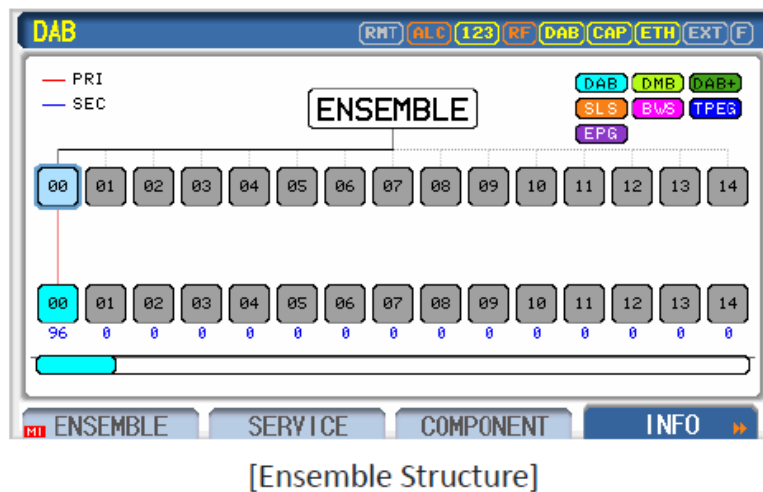 DAB RMT ALC 123 RF DAB CAP ETH EXT F
PRI
SEC
ENSEMBLE
DAB DMB DAB+
SLS BWS TPEG
EPG
00 01 02 03 04 05 06 07 08 09 10 11 12 13 14
00 01 02 03 04 05 06 07 08 09 10 11 12 13 14
96 0 0 0 0 0 0 0 0 0 0 0 0 0 0
MI ENSEMBLE SERVICE COMPONENT INFO
[Ensemble Structure]